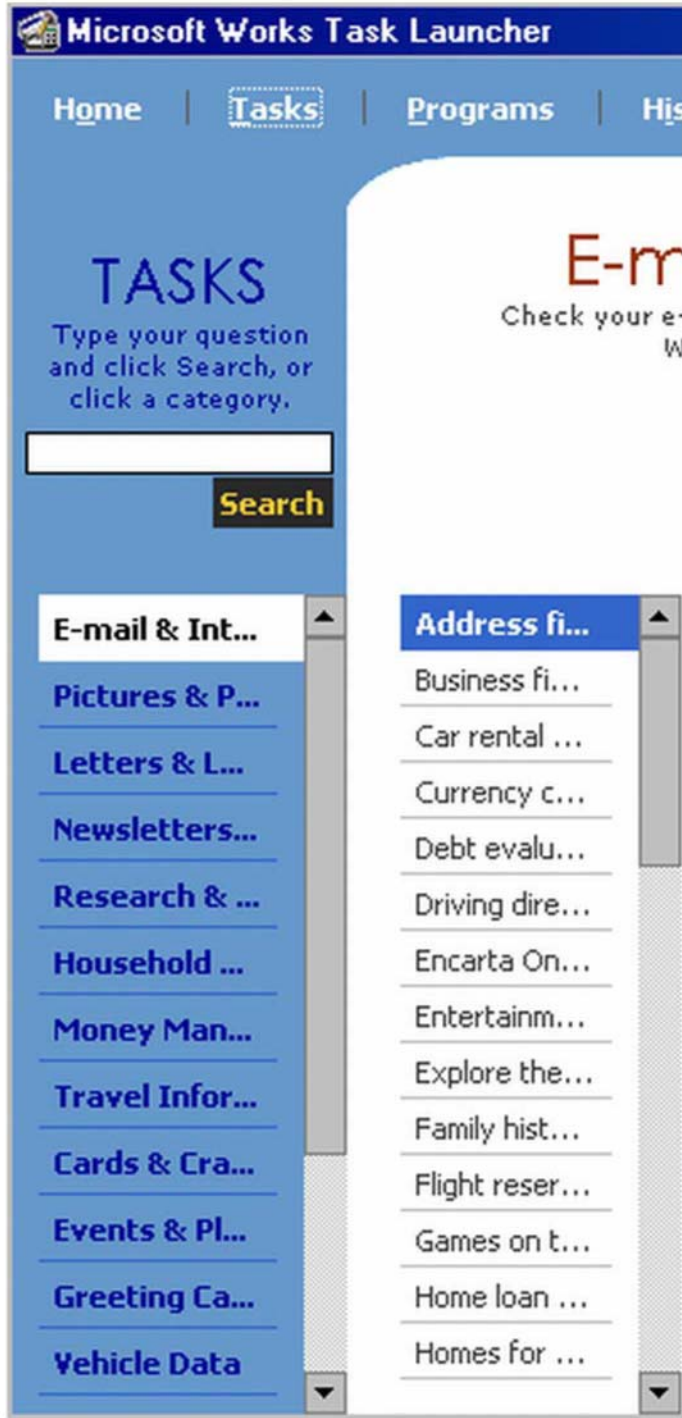 Microsoft Works Task Launcher
Home | Tasks | Programs | His
TASKS
Type your question
and click Search, or
click a category.
Search
E-mail & Int...
Pictures & P...
Letters & L...
Newsletters...
Research & ...
Household ...
Money Man...
Travel Infor...
Cards & Cra...
Events & Pl...
Greeting Ca...
Vehicle Data
E-m
Check your e-
W
Address fi...
Business fi...
Car rental ...
Currency c...
Debt evalu...
Driving dire...
Encarta On...
Entertainm...
Explore the...
Family hist...
Flight reser...
Games on t...
Home loan ...
Homes for ...